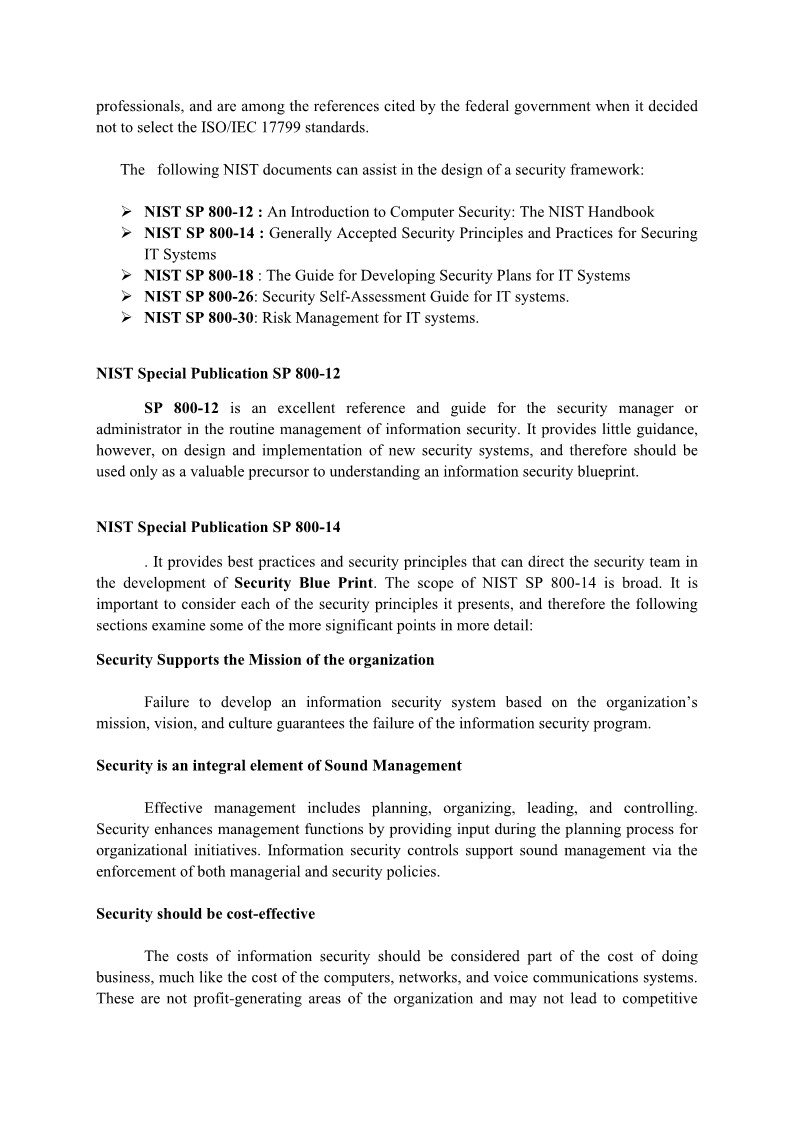 professionals, and are among the references cited by the federal government when it decided
not to select the ISO/IEC 17799 standards.
The following NIST documents can assist in the design of a security framework:
➢ NIST SP 800-12 : An Introduction to Computer Security: The NIST Handbook
➢ NIST SP 800-14 : Generally Accepted Security Principles and Practices for Securing
IT Systems
➢ NIST SP 800-18 : The Guide for Developing Security Plans for IT Systems
➢ NIST SP 800-26: Security Self-Assessment Guide for IT systems.
➢ NIST SP 800-30: Risk Management for IT systems.
NIST Special Publication SP 800-12
SP 800-12 is an excellent reference and guide for the security manager or
administrator in the routine management of information security. It provides little guidance,
however, on design and implementation of new security systems, and therefore should be
used only as a valuable precursor to understanding an information security blueprint.
NIST Special Publication SP 800-14
. It provides best practices and security principles that can direct the security team in
the development of Security Blue Print. The scope of NIST SP 800-14 is broad. It is
important to consider each of the security principles it presents, and therefore the following
sections examine some of the more significant points in more detail:
Security Supports the Mission of the organization
Failure to develop an information security system based on the organization’s
mission, vision, and culture guarantees the failure of the information security program.
Security is an integral element of Sound Management
Effective management includes planning, organizing, leading, and controlling.
Security enhances management functions by providing input during the planning process for
organizational initiatives. Information security controls support sound management via the
enforcement of both managerial and security policies.
Security should be cost-effective
The costs of information security should be considered part of the cost of doing
business, much like the cost of the computers, networks, and voice communications systems.
These are not profit-generating areas of the organization and may not lead to competitive